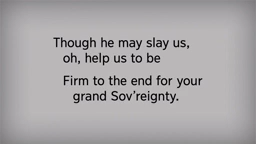 Though he may slay us,
oh, help us to be
Firm to the end for your
grand Sov’reignty.